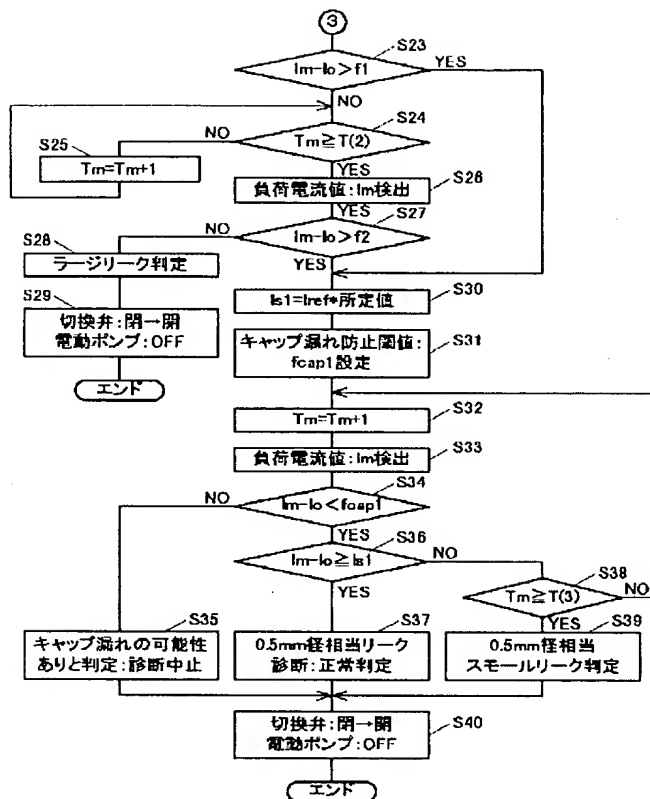 3
S23
Im-Io>f1
YES
NO
S24
Tm≧T(2)
NO
S25
Tm=Tm+1
YES
S26
負荷電流値:Im検出
YES
S27
Im-Io>f2
NO
S28
ラージリーク判定
YES
S29
切換弁:閉→開
電動ポンプ:OFF
エンド
Is1=Iref*所定値
S30
キャップ漏れ防止閾値:
fcap1設定
S31
Tm=Tm+1
S32
負荷電流値:Im検出
S33
S34
Im-Io<fcap1
NO
YES
S36
Im-Io≧Is1
NO
YES
S38
Tm≧T(3)
NO
YES
S35
キャップ漏れの可能性
ありと判定:診断中止
S37
0.5mm径相当リーク
診断:正常判定
S39
0.5mm径相当
スモールリーク判定
切換弁:閉→開
電動ポンプ:OFF
S40
エンド